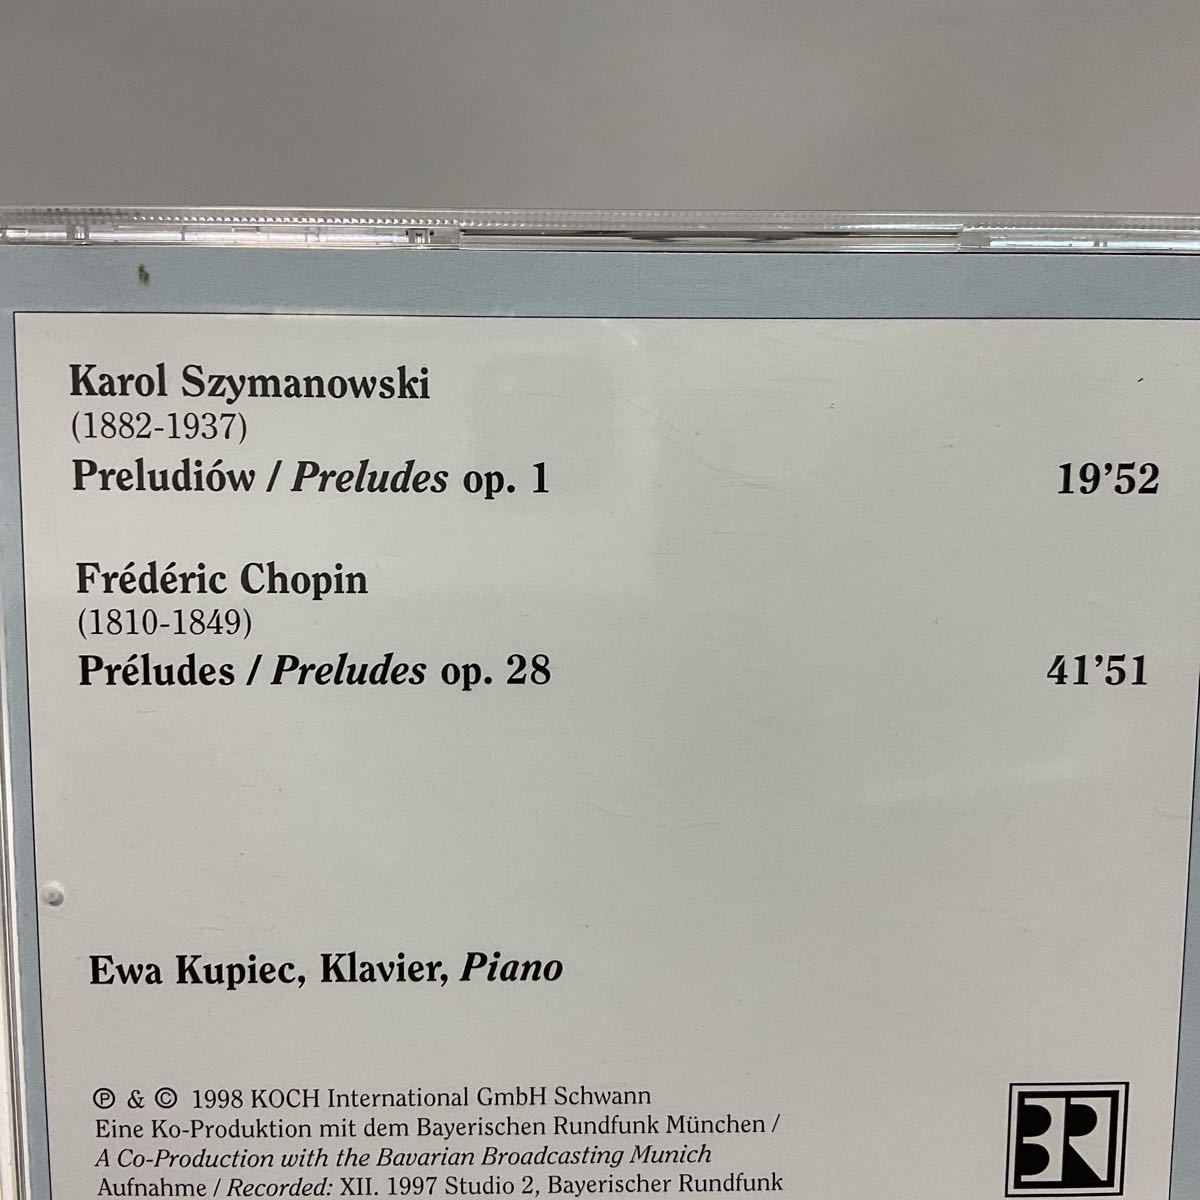 Karol Szymanowski
(1882-1937)
Preludiów / Preludes op. 1 19’52
Frédéric Chopin
(1810-1849)
Préludes / Preludes op. 28 41’51
Ewa Kupiec, Klavier, Piano
℗ & © 1998 KOCH International GmbH Schwann
Eine Ko-Produktion mit dem Bayerischen Rundfunk München /
A Co-Production with the Bavarian Broadcasting Munich
Aufnahme / Recorded: XII. 1997 Studio 2, Bayerischer Rundfunk
BR